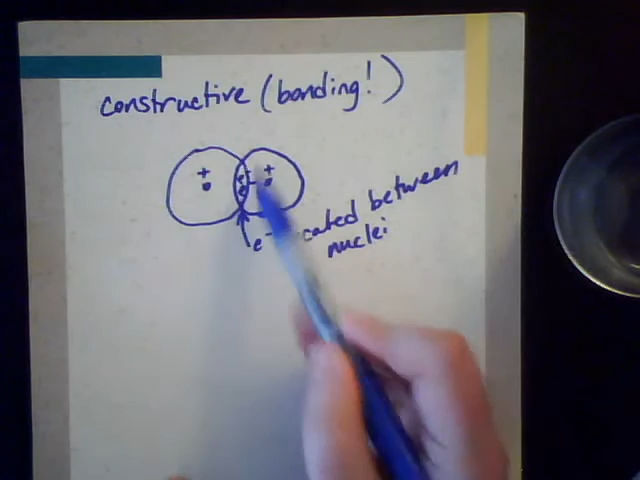 constructive (bonding!)
+ +
e⁻ cated between
nuclei